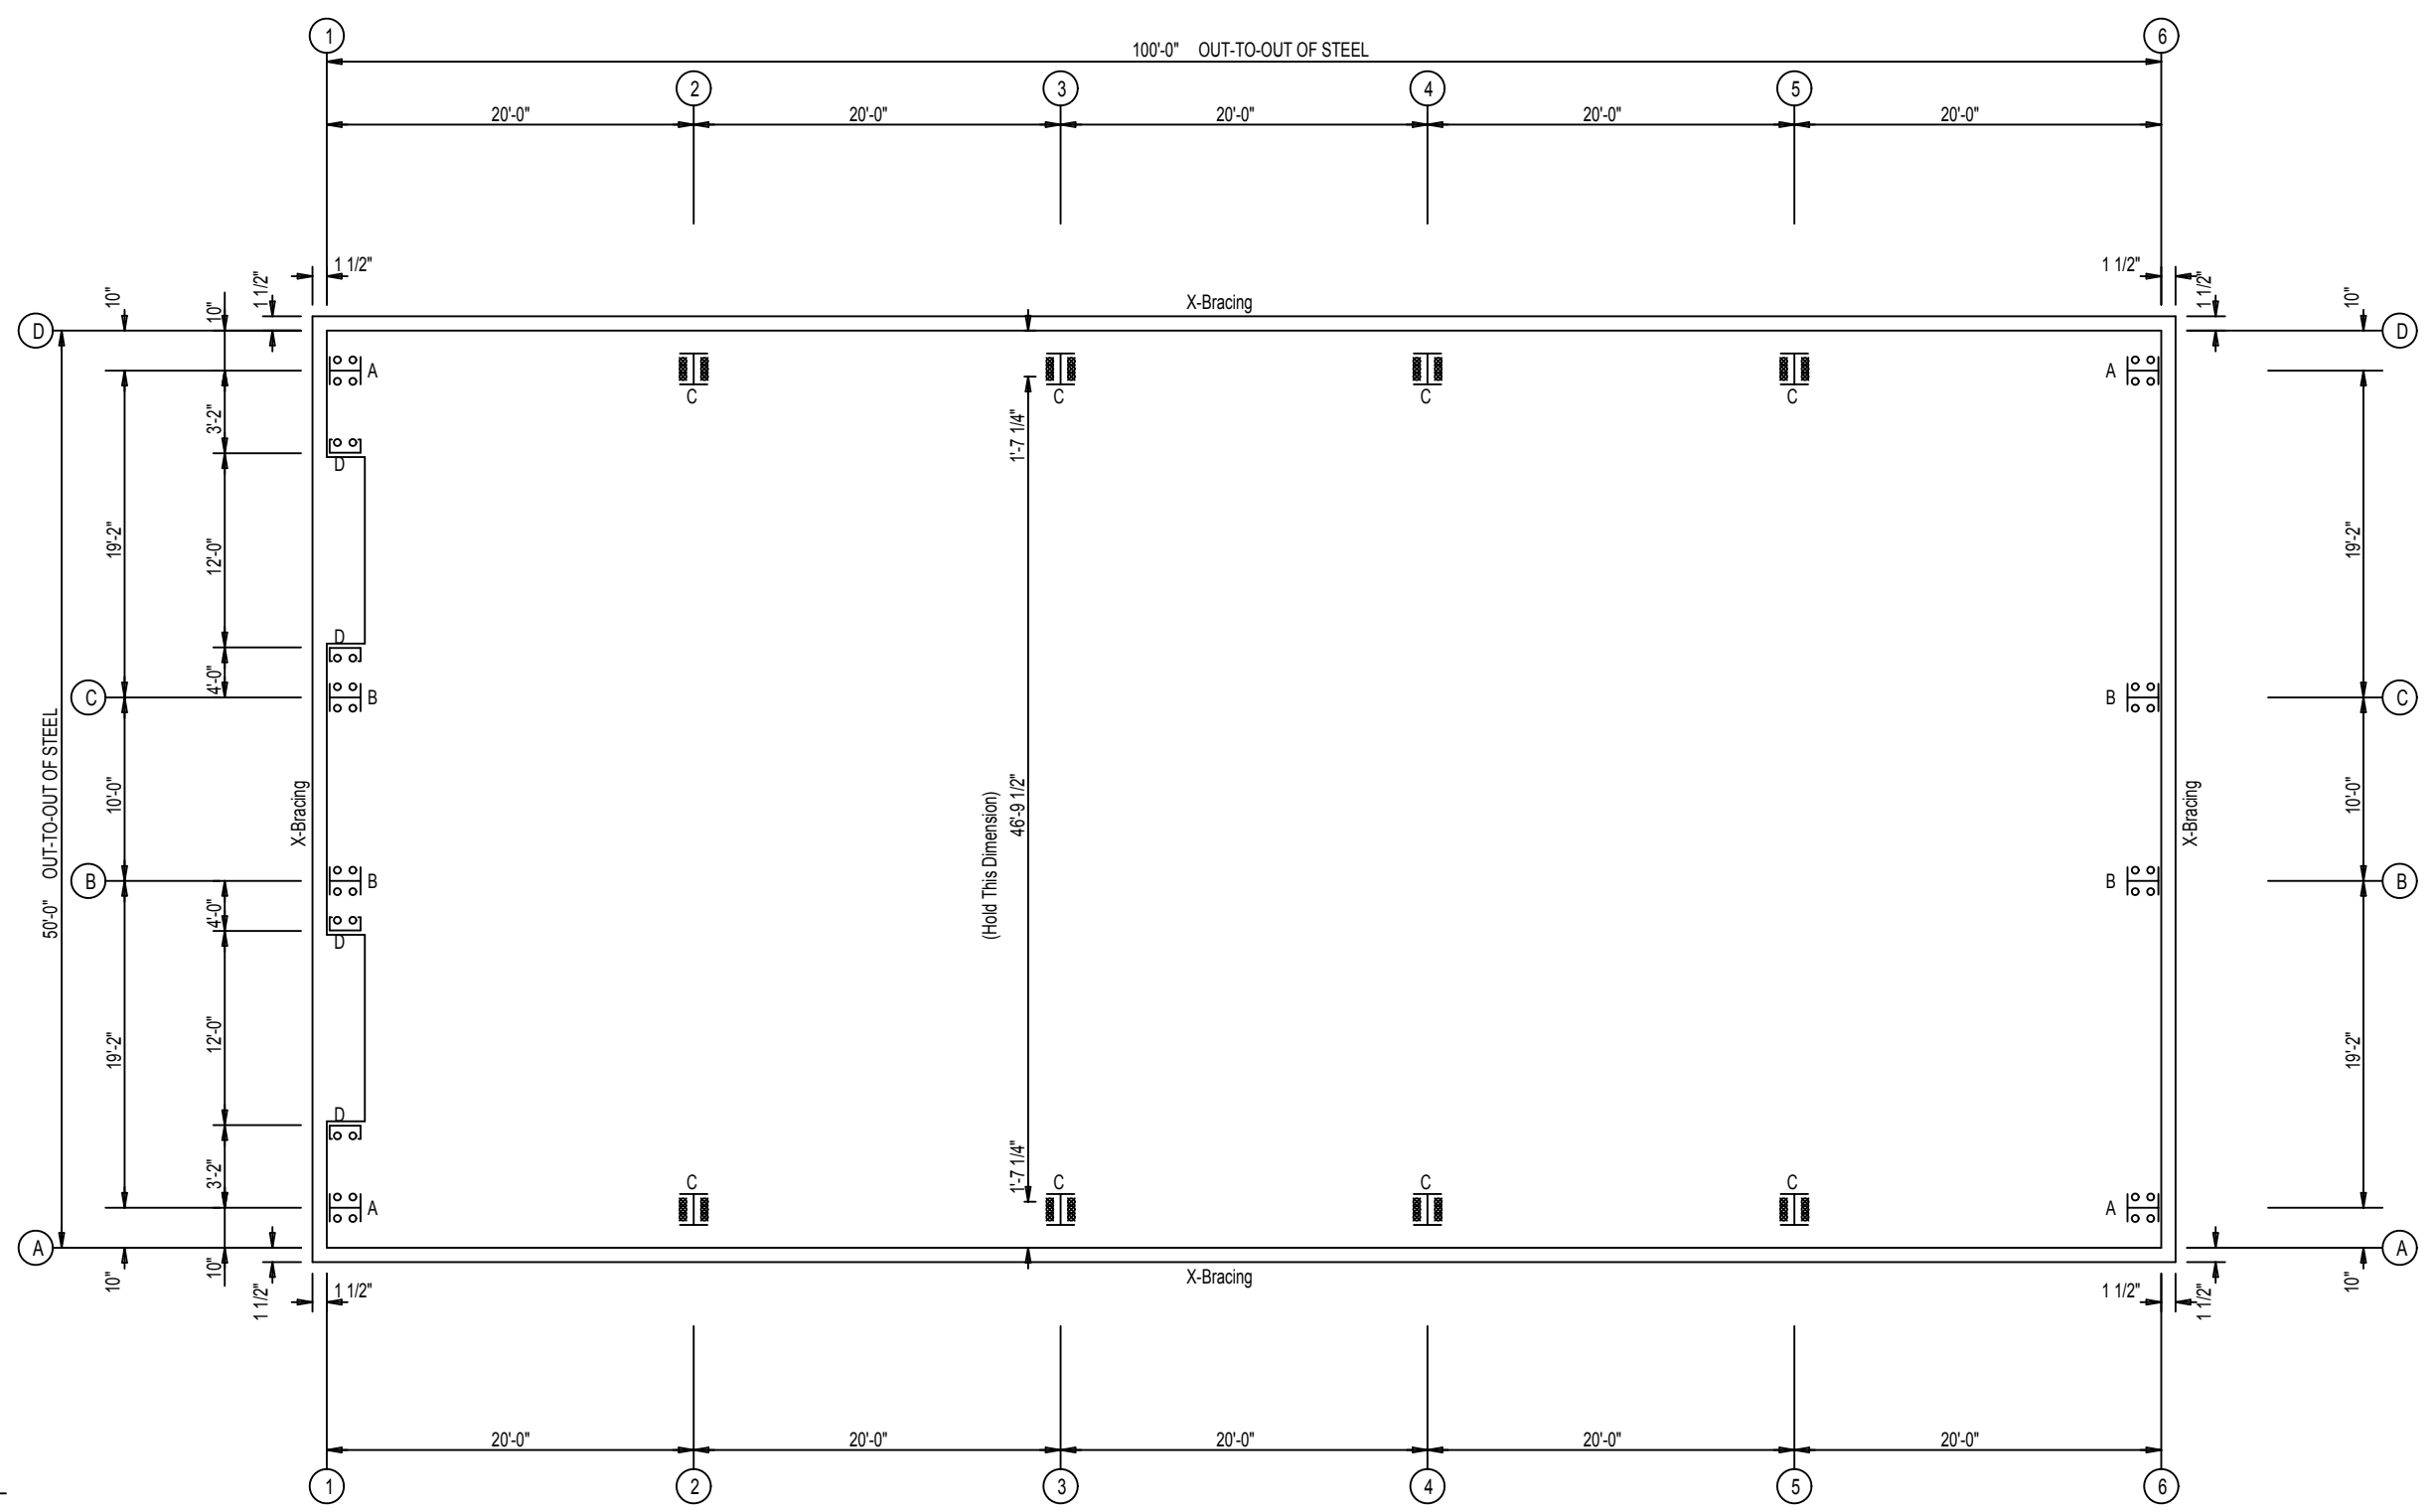 1
6
100'-0" OUT-TO-OUT OF STEEL
2
3
4
5
20'-0"
20'-0"
20'-0"
20'-0"
20'-0"
1 1/2"
1 1/2"
10"
10"
1 1/2"
1 1/2"
10"
X-Bracing
D
D
A
C
C
C
C
A
3'-2"
1'-7 1/4"
D
19'-2"
12'-0"
19'-2"
D
4'-0"
C
B
B
C
50'-0" OUT-TO-OUT OF STEEL
10'-0"
X-Bracing
(Hold This Dimension)
46'-9 1/2"
X-Bracing
10'-0"
B
B
B
B
4'-0"
D
19'-2"
12'-0"
19'-2"
D
3'-2"
1'-7 1/4"
C
C
C
C
A
A
A
A
10"
10"
1 1/2"
1 1/2"
X-Bracing
1 1/2"
1 1/2"
10"
20'-0"
20'-0"
20'-0"
20'-0"
20'-0"
1
2
3
4
5
6